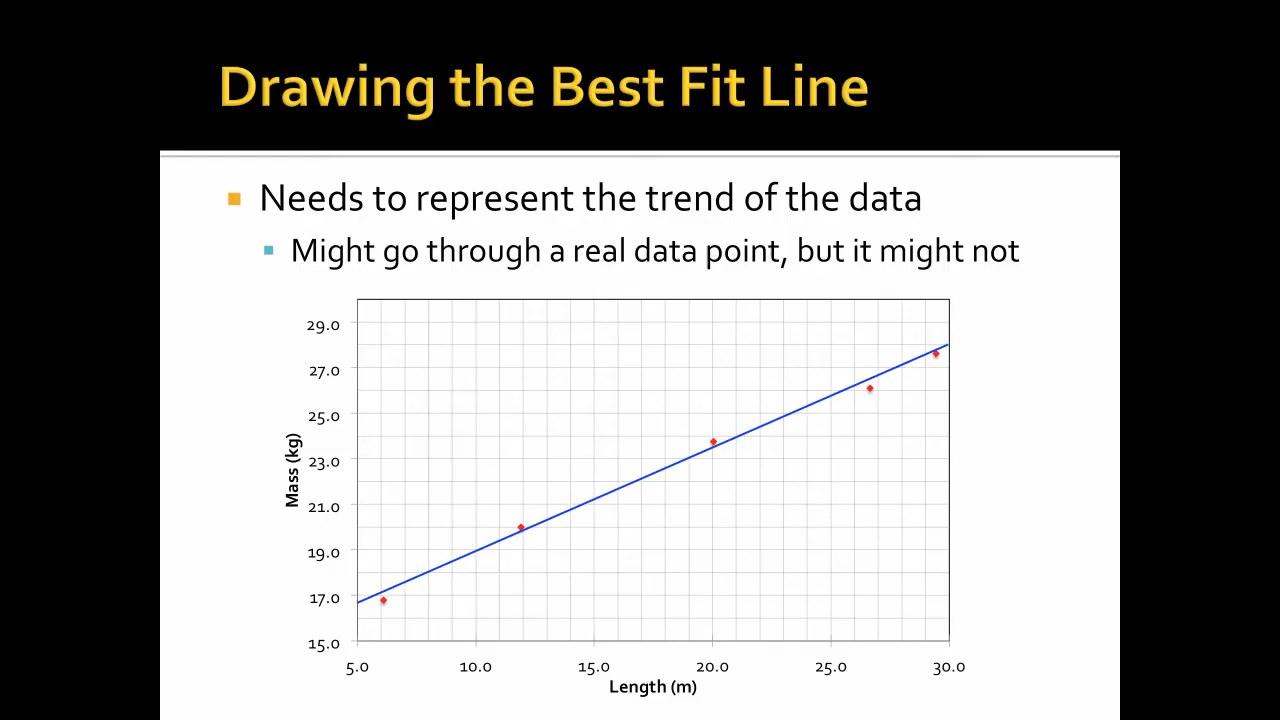 Drawing the Best Fit Line
Needs to represent the trend of the data
Might go through a real data point, but it might not
29.0
27.0
25.0
23.0
21.0
19.0
17.0
15.0
Mass (kg)
5.0 10.0 15.0 20.0 25.0 30.0
Length (m)